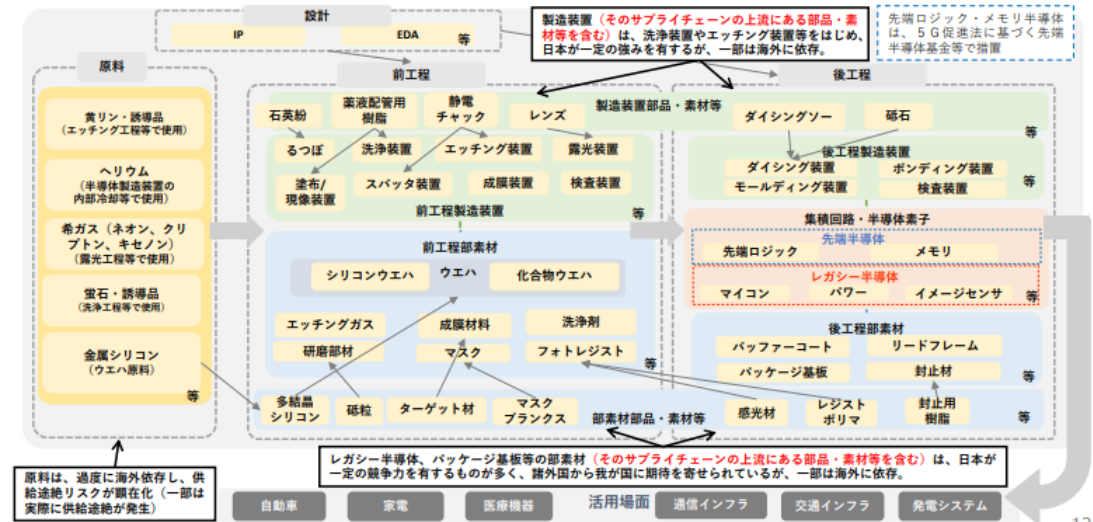 設計
IP
EDA
等
製造装置（そのサプライチェーンの上流にある部品・素
材等を含む）は、洗浄装置やエッチング装置等をはじめ、
日本が一定の強みを有するが、一部は海外に依存。
先端ロジック・メモリ半導体
は、５G促進法に基づく先端
半導体基金等で措置
原料
黄リン・誘導品
（エッチング工程等で使用）
ヘリウム
（半導体製造装置の
内部冷却等で使用）
希ガス（ネオン、クリ
プトン、キセノン）
（露光工程等で使用）
蛍石・誘導品
（洗浄工程等で使用）
金属シリコン
（ウエハ原料）
等
前工程
石英紛
薬液配管用
樹脂
静電
チャック
レンズ
製造装置部品・素材等
るつぼ
洗浄装置
エッチング装置
露光装置
塗布/
現像装置
スパッタ装置
成膜装置
検査装置
前工程製造装置
等
前工程部素材
シリコンウエハ
ウエハ
化合物ウエハ
エッチングガス
成膜材料
洗浄剤
研磨部材
マスク
フォトレジスト
等
多結晶
シリコン
砥粒
ターゲット材
マスク
ブランクス
部素材部品・素材等
後工程
ダイシングソー
砥石
等
後工程製造装置
ダイシング装置
ボンディング装置
モールディング装置
検査装置
等
集積回路・半導体素子
先端半導体
先端ロジック
メモリ
レガシー半導体
マイコン
パワー
イメージセンサ
等
後工程部素材
バッファーコート
リードフレーム
パッケージ基板
封止材
等
感光材
レジスト
ポリマ
封止用
樹脂
等
レガシー半導体、パッケージ基板等の部素材（そのサプライチェーンの上流にある部品・素材等を含む）は、日本が
一定の競争力を有するものが多く、諸外国から我が国に期待を寄せられているが、一部は海外に依存。
原料は、過度に海外依存し、供
給途絶リスクが顕在化（一部は
実際に供給途絶が発生）
自動車
家電
医療機器
活用場面
通信インフラ
交通インフラ
発電システム